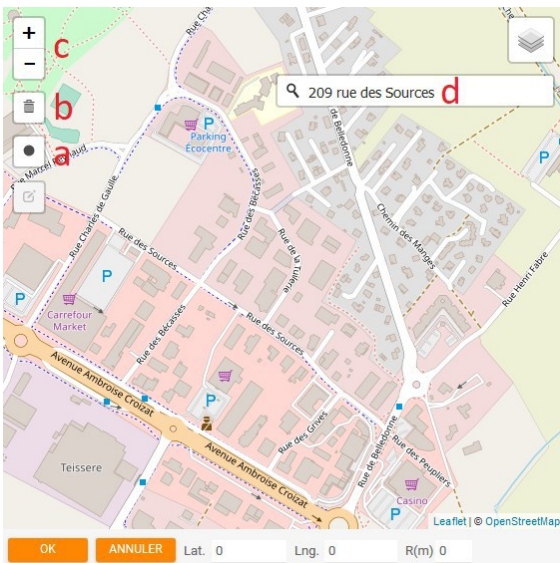 +
c
−
b
a
209 rue des Sources
d
Rue Cha
de Belledonne
P
Parking
Écocentre
P
Rue Charles de Gaulle
Rue des Bécasses
Chemin des Manges
Rue Henri Fabre
Rue des Sources
Rue de la Tuilerie
P
P
Carrefour
Market
Rue des Sources
Rue des Bécasses
Avenue Ambroise Croizat
P
Rue des Grives
Rue de Belledonne
Rue des Peupliers
Teissere
Avenue Ambroise Croizat
Casino
P
Leaflet | © OpenStreetMap
OK
ANNULER
Lat. 0
Lng. 0
R(m) 0